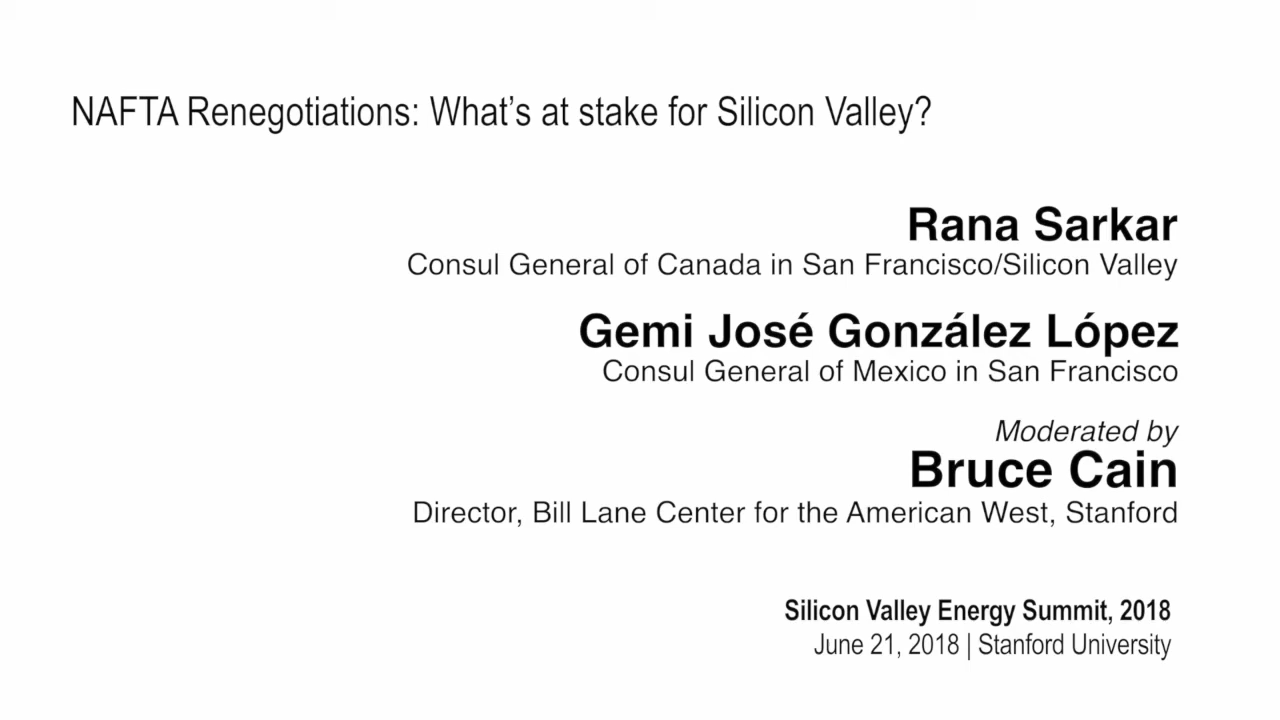 NAFTA Renegotiations: What’s at stake for Silicon Valley?
Rana Sarkar
Consul General of Canada in San Francisco/Silicon Valley
Gemi José González López
Consul General of Mexico in San Francisco
Moderated by
Bruce Cain
Director, Bill Lane Center for the American West, Stanford
Silicon Valley Energy Summit, 2018
June 21, 2018 | Stanford University